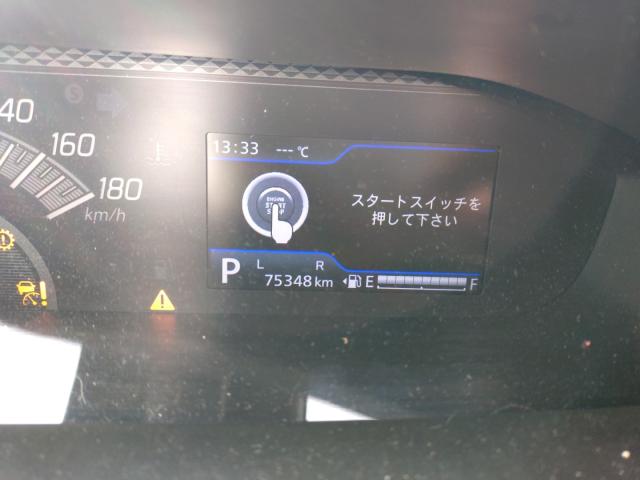 40
160
180
km/h
13:33 ---℃
ENGINE
START
STOP
スタートスイッチを
押して下さい
P
L R
75348 km
E F
S